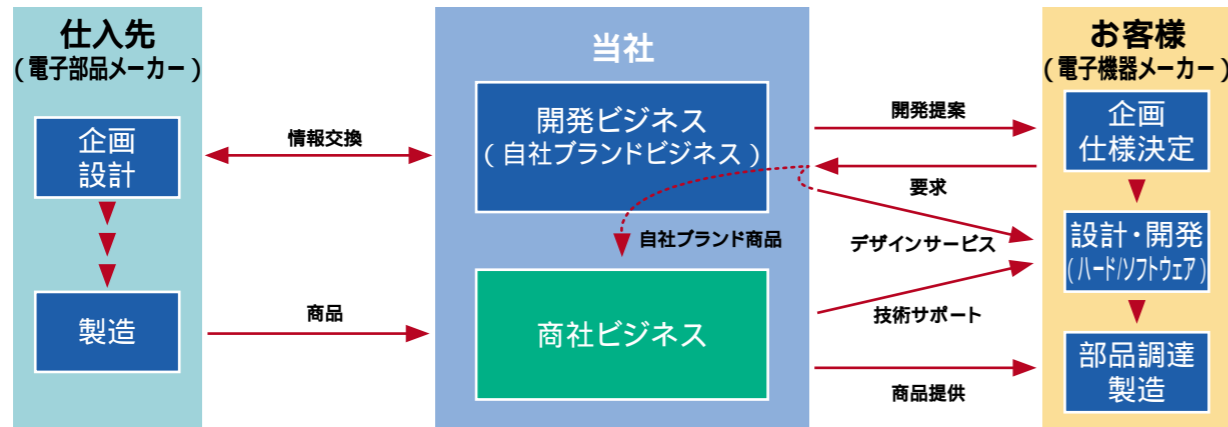 仕入先
(電子部品メーカー)
企画
設計
製造
情報交換
商品
当社
開発ビジネス
(自社ブランドビジネス)
自社ブランド商品
商社ビジネス
開発提案
要求
デザインサービス
技術サポート
商品提供
お客様
(電子機器メーカー)
企画
仕様決定
設計・開発
(ハード/ソフトウェア)
部品調達
製造